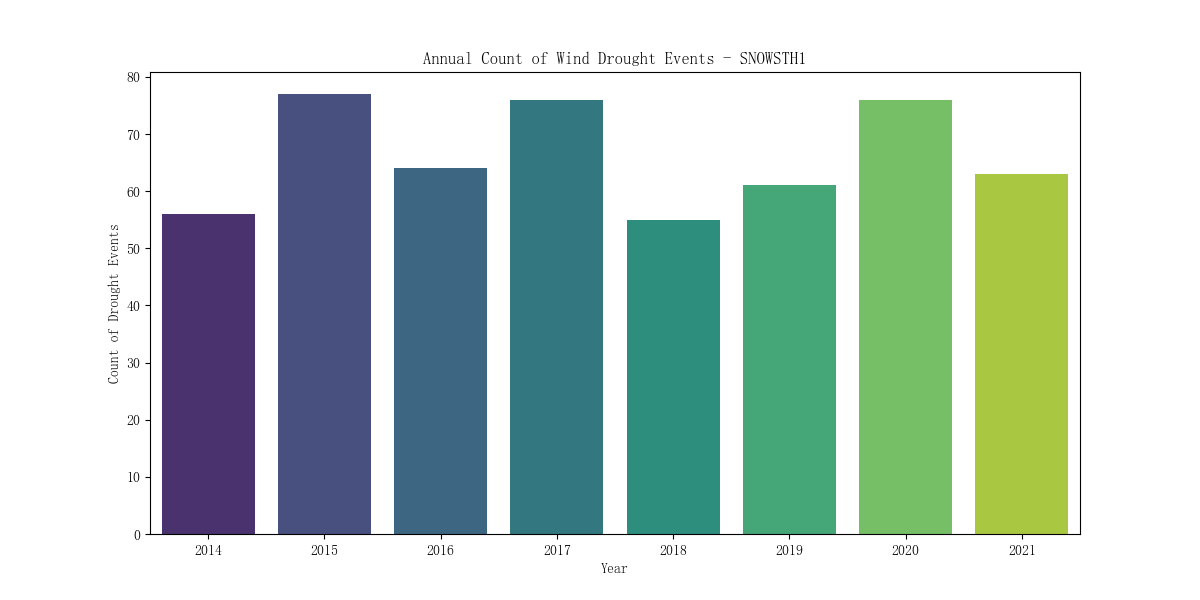 Annual Count of Wind Drought Events - SNOWSTH1
80
70
60
50
40
30
20
10
0
Count of Drought Events
2014 2015 2016 2017 2018 2019 2020 2021
Year